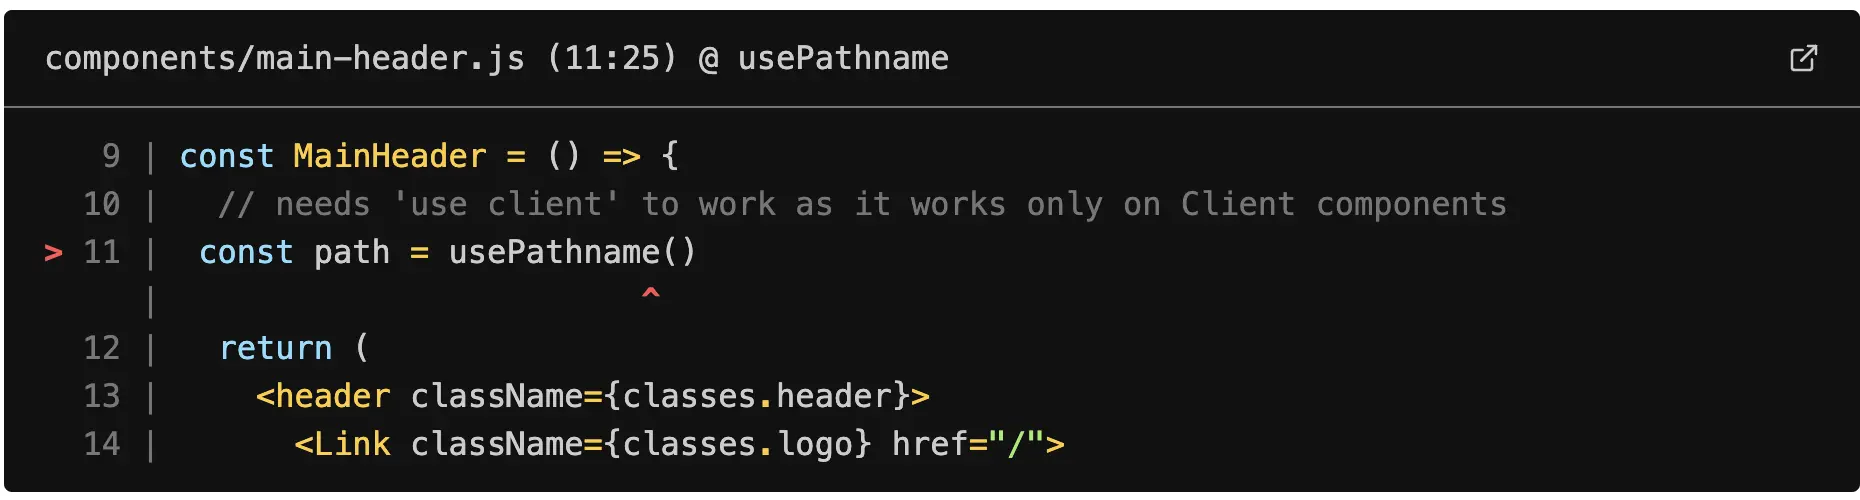 components/main-header.js (11:25) @ usePathname
9 | const MainHeader = () => {
10 |   // needs 'use client' to work as it works only on Client components
> 11 |  const path = usePathname()
|                         ^
12 |   return (
13 |     <header className={classes.header}>
14 |       <Link className={classes.logo} href="/">